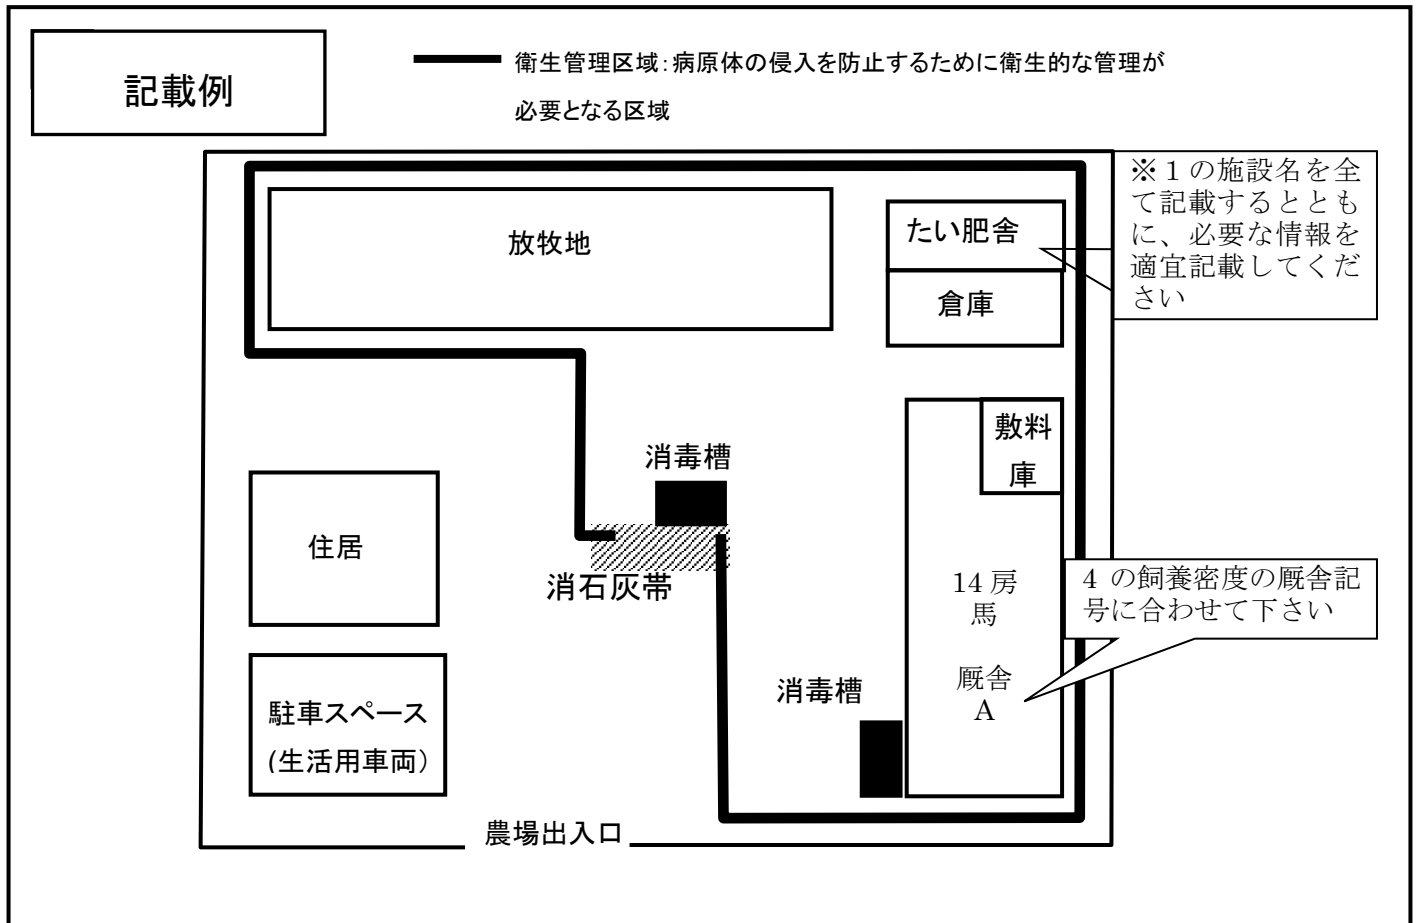 記載例
衛生管理区域：病原体の侵入を防止するために衛生的な管理が
必要となる区域
※１の施設名を全
て記載するととも
に、必要な情報を
適宜記載してくだ
さい
放牧地
たい肥舎
倉庫
敷料
庫
消毒槽
住居
消石灰帯
14 房
馬
4 の飼養密度の厩舎記
号に合わせて下さい
厩舎
A
消毒槽
駐車スペース
(生活用車両）
農場出入口